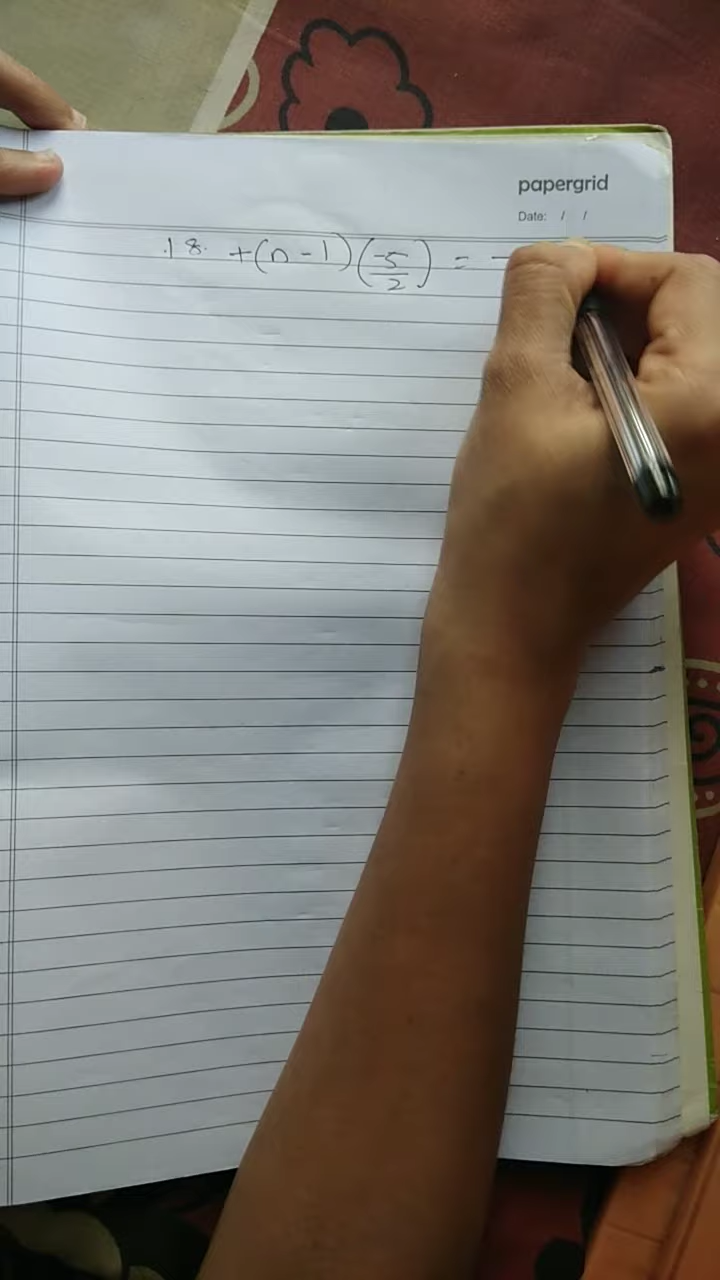 papergrid
Date: / /
18 + (n - 1) (-5/2) = -